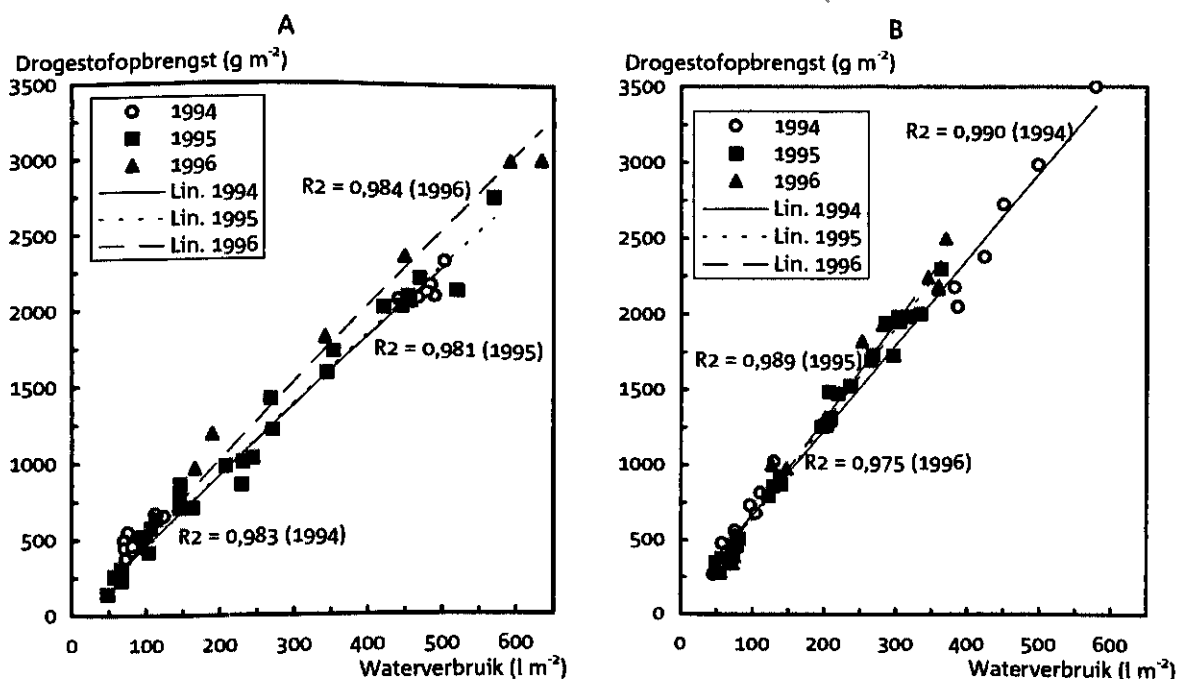 A
Drogestofopbrengst (g m-2)
3500
3000
2500
2000
1500
1000
500
0
1994
1995
1996
Lin. 1994
Lin. 1995
Lin. 1996
R2 = 0,984 (1996)
R2 = 0,981 (1995)
R2 = 0,983 (1994)
0 100 200 300 400 500 600
Waterverbruik (l m-2)
B
Drogestofopbrengst (g m-2)
3500
3000
2500
2000
1500
1000
500
0
1994
1995
1996
Lin. 1994
Lin. 1995
Lin. 1996
R2 = 0,990 (1994)
R2 = 0,989 (1995)
R2 = 0,975 (1996)
0 100 200 300 400 500 600
Waterverbruik (l m-2)